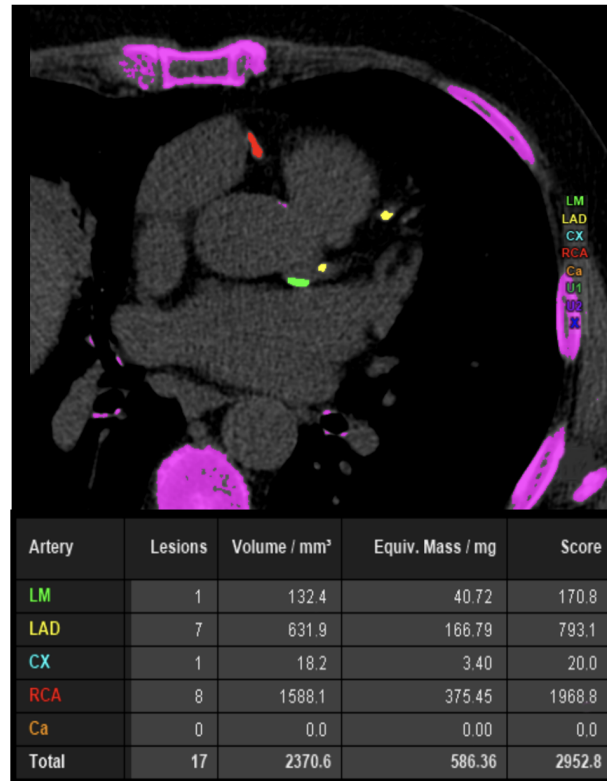 LM
LAD
CX
RCA
Ca
U1
U2
X
Artery Lesions Volume / mm³ Equiv. Mass / mg Score
LM 1 132.4 40.72 170.8
LAD 7 631.9 166.79 793.1
CX 1 18.2 3.40 20.0
RCA 8 1588.1 375.45 1968.8
Ca 0 0.0 0.00 0.0
Total 17 2370.6 586.36 2952.8